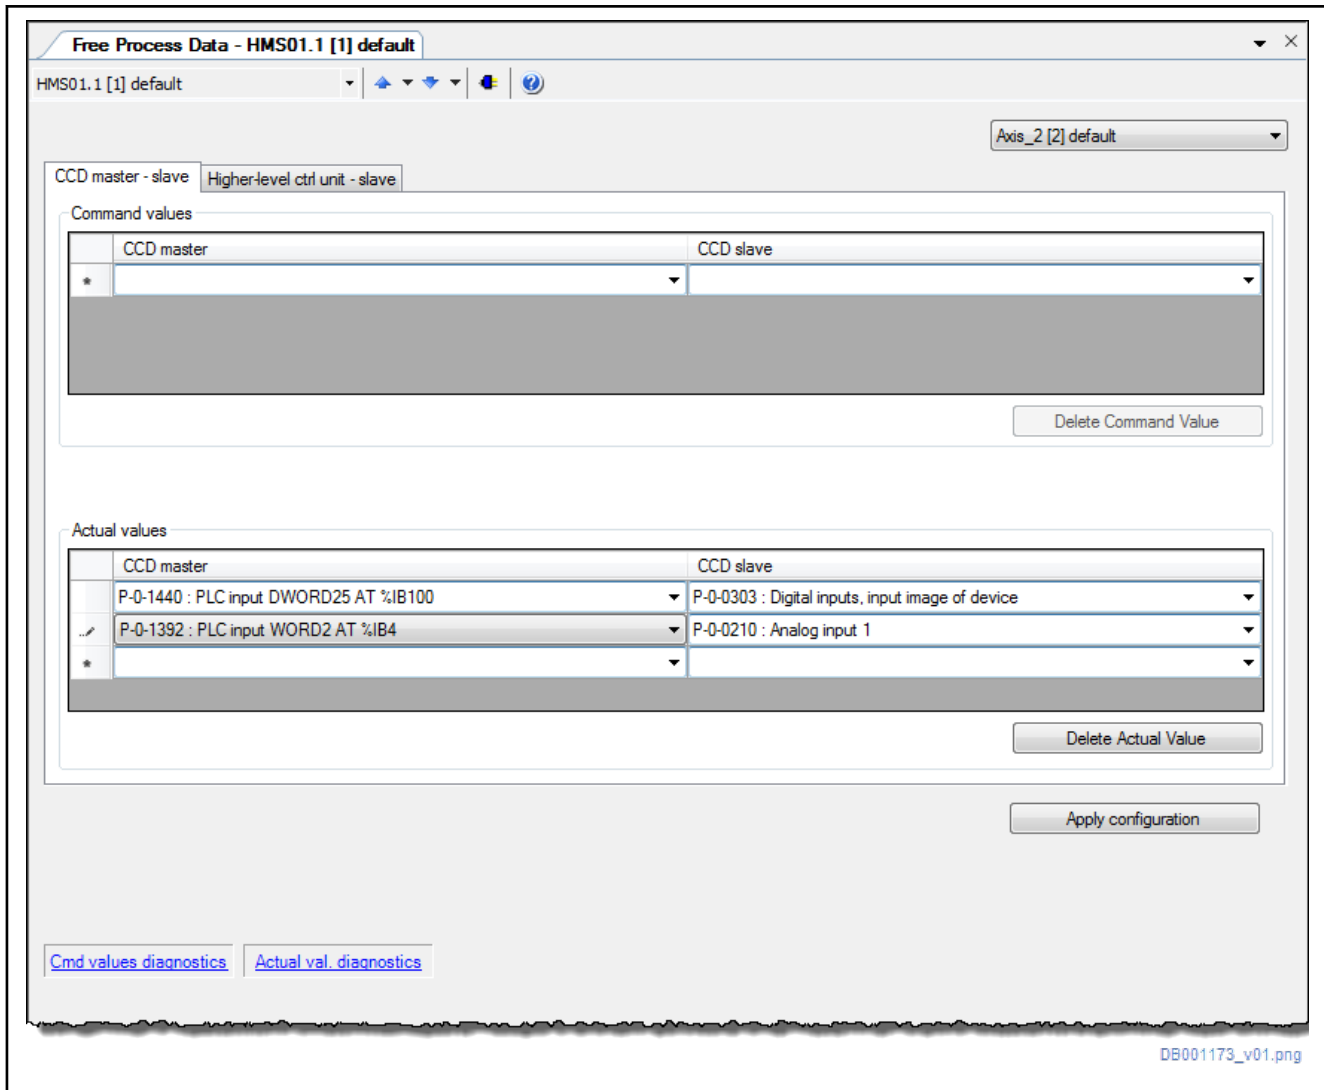 Free Process Data - HMS01.1 [1] default
HMS01.1 [1] default
Axis_2 [2] default
CCD master - slave Higher-level ctrl unit - slave
Command values
CCD master CCD slave
*
Delete Command Value
Actual values
CCD master CCD slave
P-0-1440 : PLC input DWORD25 AT %IB100 P-0-0303 : Digital inputs, input image of device
P-0-1392 : PLC input WORD2 AT %IB4 P-0-0210 : Analog input 1
*
Delete Actual Value
Apply configuration
Cmd values diagnostics Actual val. diagnostics
DB001173_v01.png